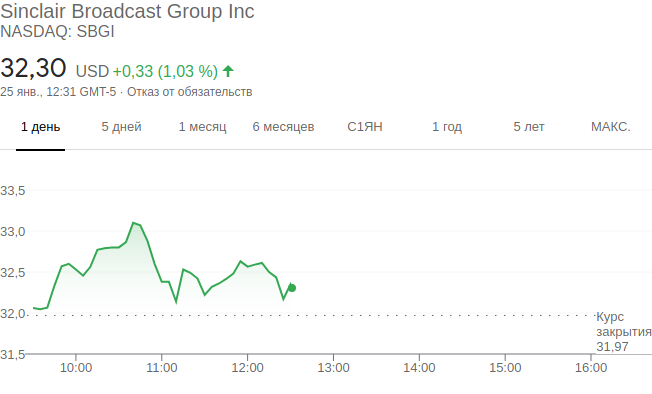 Sinclair Broadcast Group Inc
NASDAQ: SBGI
32,30 USD +0,33 (1,03 %)
25 янв., 12:31 GMT-5 · Отказ от обязательств
1 день 5 дней 1 месяц 6 месяцев С1ЯН 1 год 5 лет МАКС.
33,5
33,0
32,5
32,0
Курс
закрытия
31,97
31,5
10:00 11:00 12:00 13:00 14:00 15:00 16:00